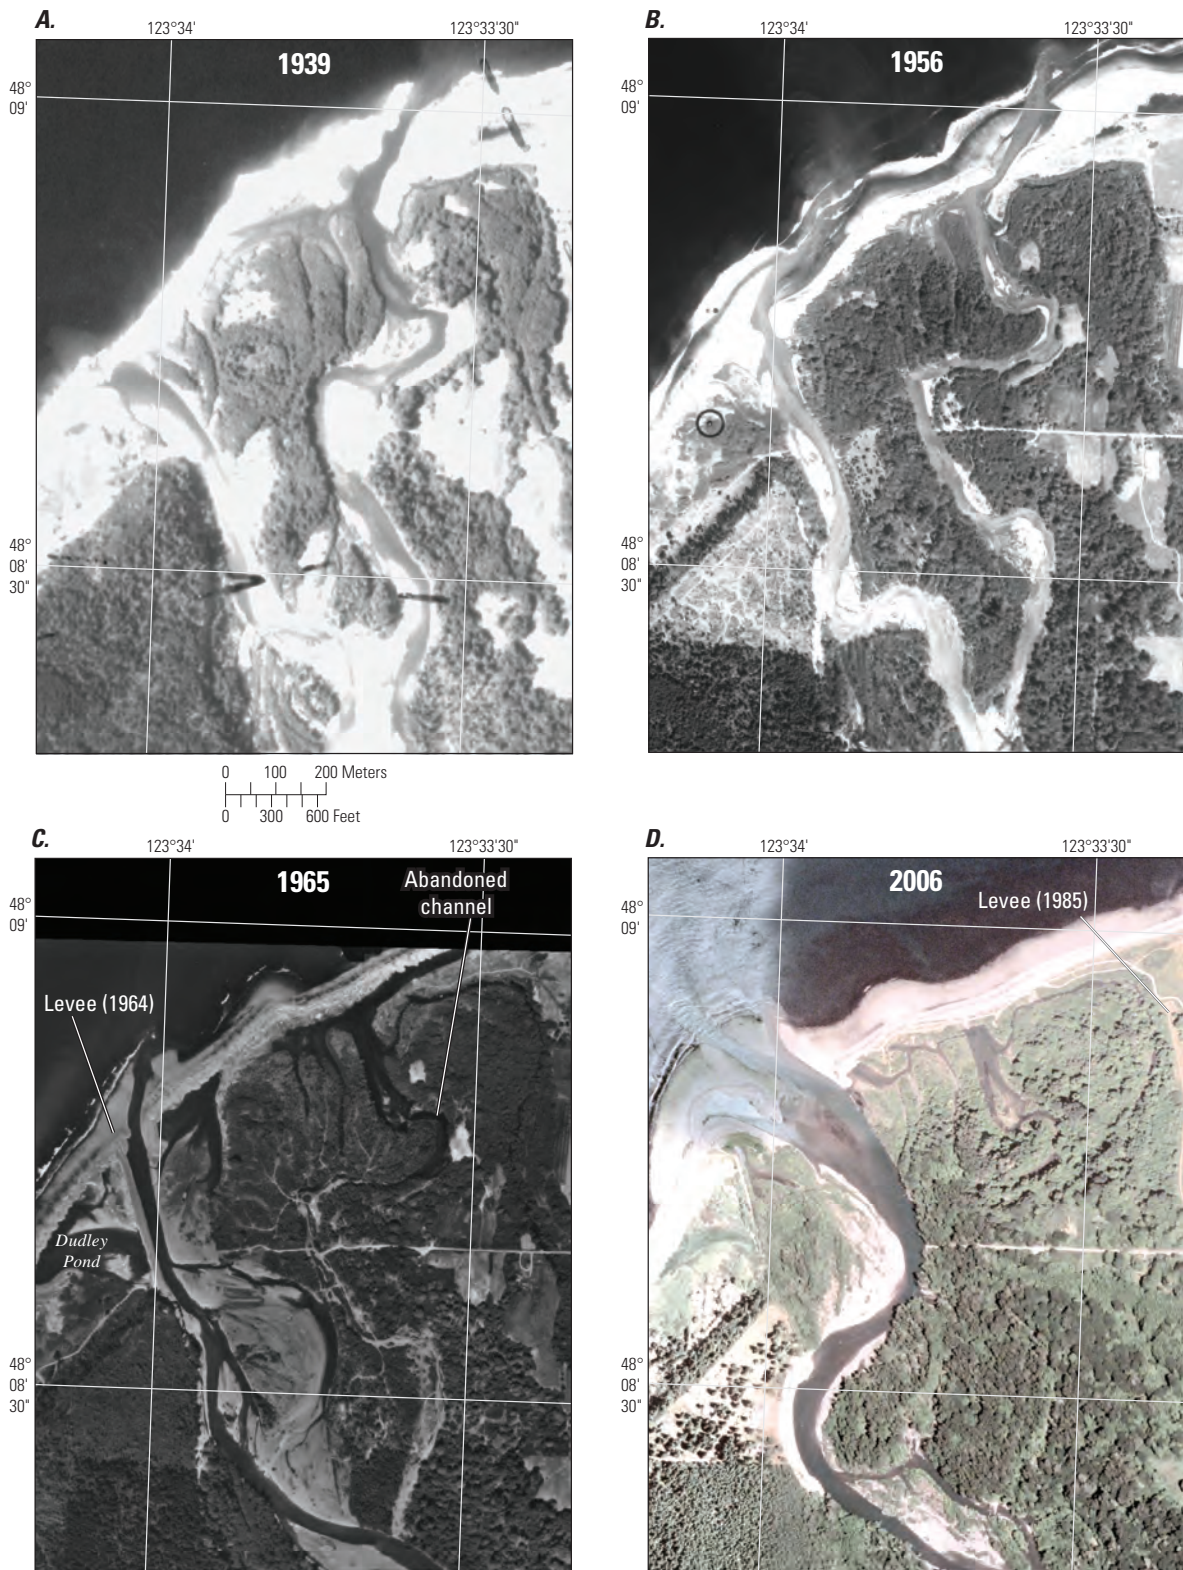 A.
123°34'
123°33'30"
1939
48°
09'
48°
08'
30"
B.
123°34'
123°33'30"
1956
48°
09'
48°
08'
30"
0 100 200 Meters
0 300 600 Feet
C.
123°34'
123°33'30"
1965
Abandoned
channel
48°
09'
Levee (1964)
Dudley
Pond
48°
08'
30"
D.
123°34'
123°33'30"
2006
Levee (1985)
48°
09'
48°
08'
30"